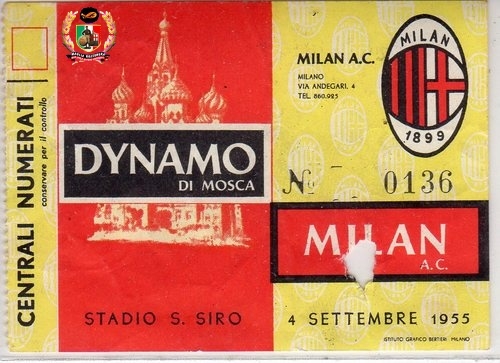 CENTRALI NUMERATI
conservare per il controllo
DYNAMO
DI MOSCA
STADIO S. SIRO
MILAN A.C.
MILANO
VIA ANDEGARI, 4
TEL. 860.925
MILAN
1899
No 0136
MILAN
A.C.
4 SETTEMBRE 1955
ISTITUTO GRAFICO BERTIERI MILANO